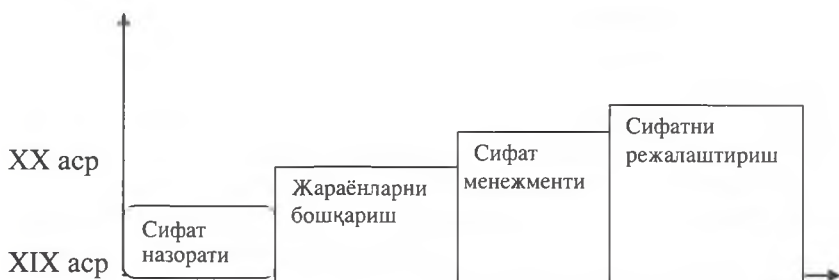 XX аср
XIX аср
Сифат
назорати
Жараёнларни
бошқариш
Сифат
менежменти
Сифатни
режалаштириш